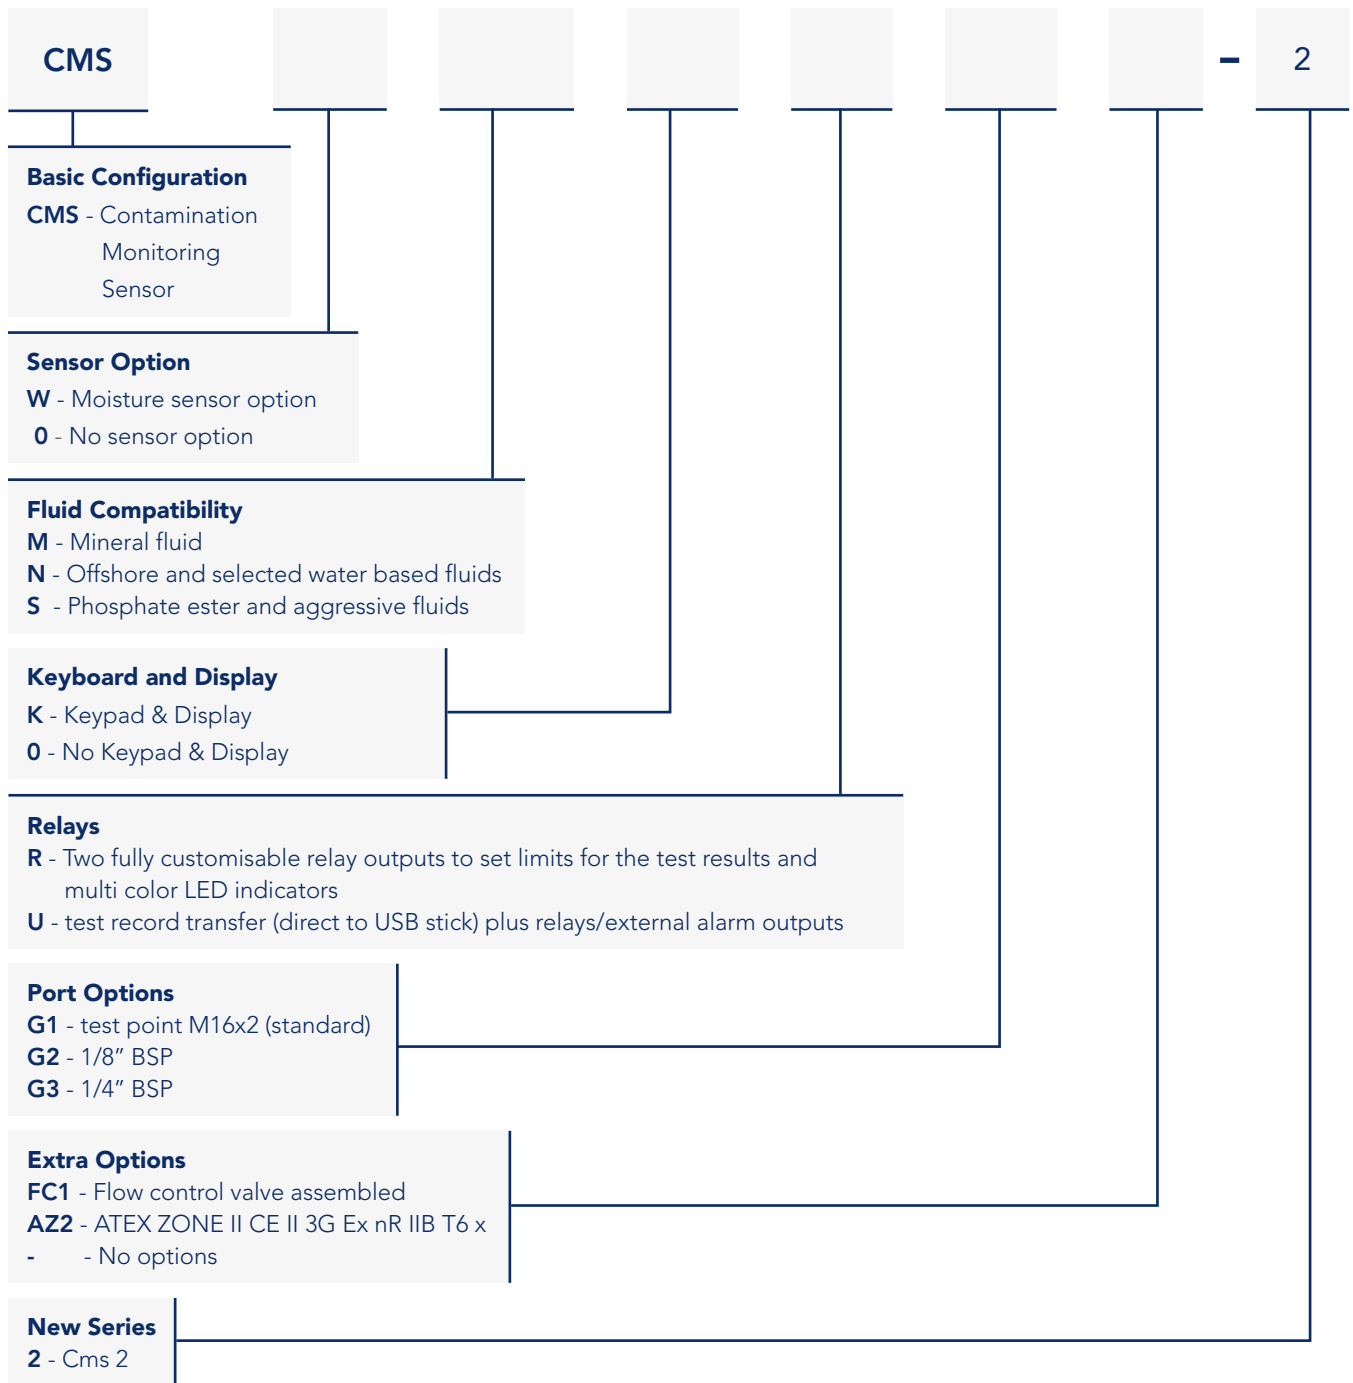 CMS - 2
Basic Configuration
CMS - Contamination
Monitoring
Sensor
Sensor Option
W - Moisture sensor option
0 - No sensor option
Fluid Compatibility
M - Mineral fluid
N - Offshore and selected water based fluids
S - Phosphate ester and aggressive fluids
Keyboard and Display
K - Keypad & Display
0 - No Keypad & Display
Relays
R - Two fully customisable relay outputs to set limits for the test results and
multi color LED indicators
U - test record transfer (direct to USB stick) plus relays/external alarm outputs
Port Options
G1 - test point M16x2 (standard)
G2 - 1/8” BSP
G3 - 1/4” BSP
Extra Options
FC1 - Flow control valve assembled
AZ2 - ATEX ZONE II CE II 3G Ex nR IIB T6 x
- - No options
New Series
2 - Cms 2